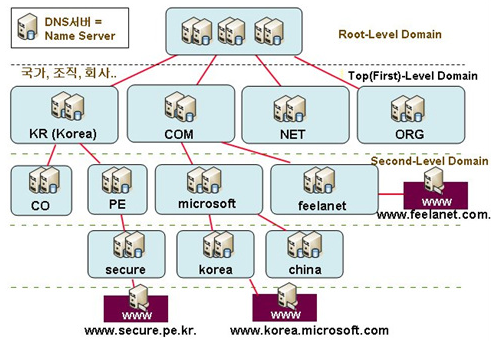 DNS서버 =
Name Server
Root-Level Domain
국가, 조직, 회사..
Top(First)-Level Domain
KR (Korea)
COM
NET
ORG
Second-Level Domain
CO
PE
microsoft
feelanet
www
www.feelanet.com.
secure
korea
china
www
www
www.secure.pe.kr.
www.korea.microsoft.com